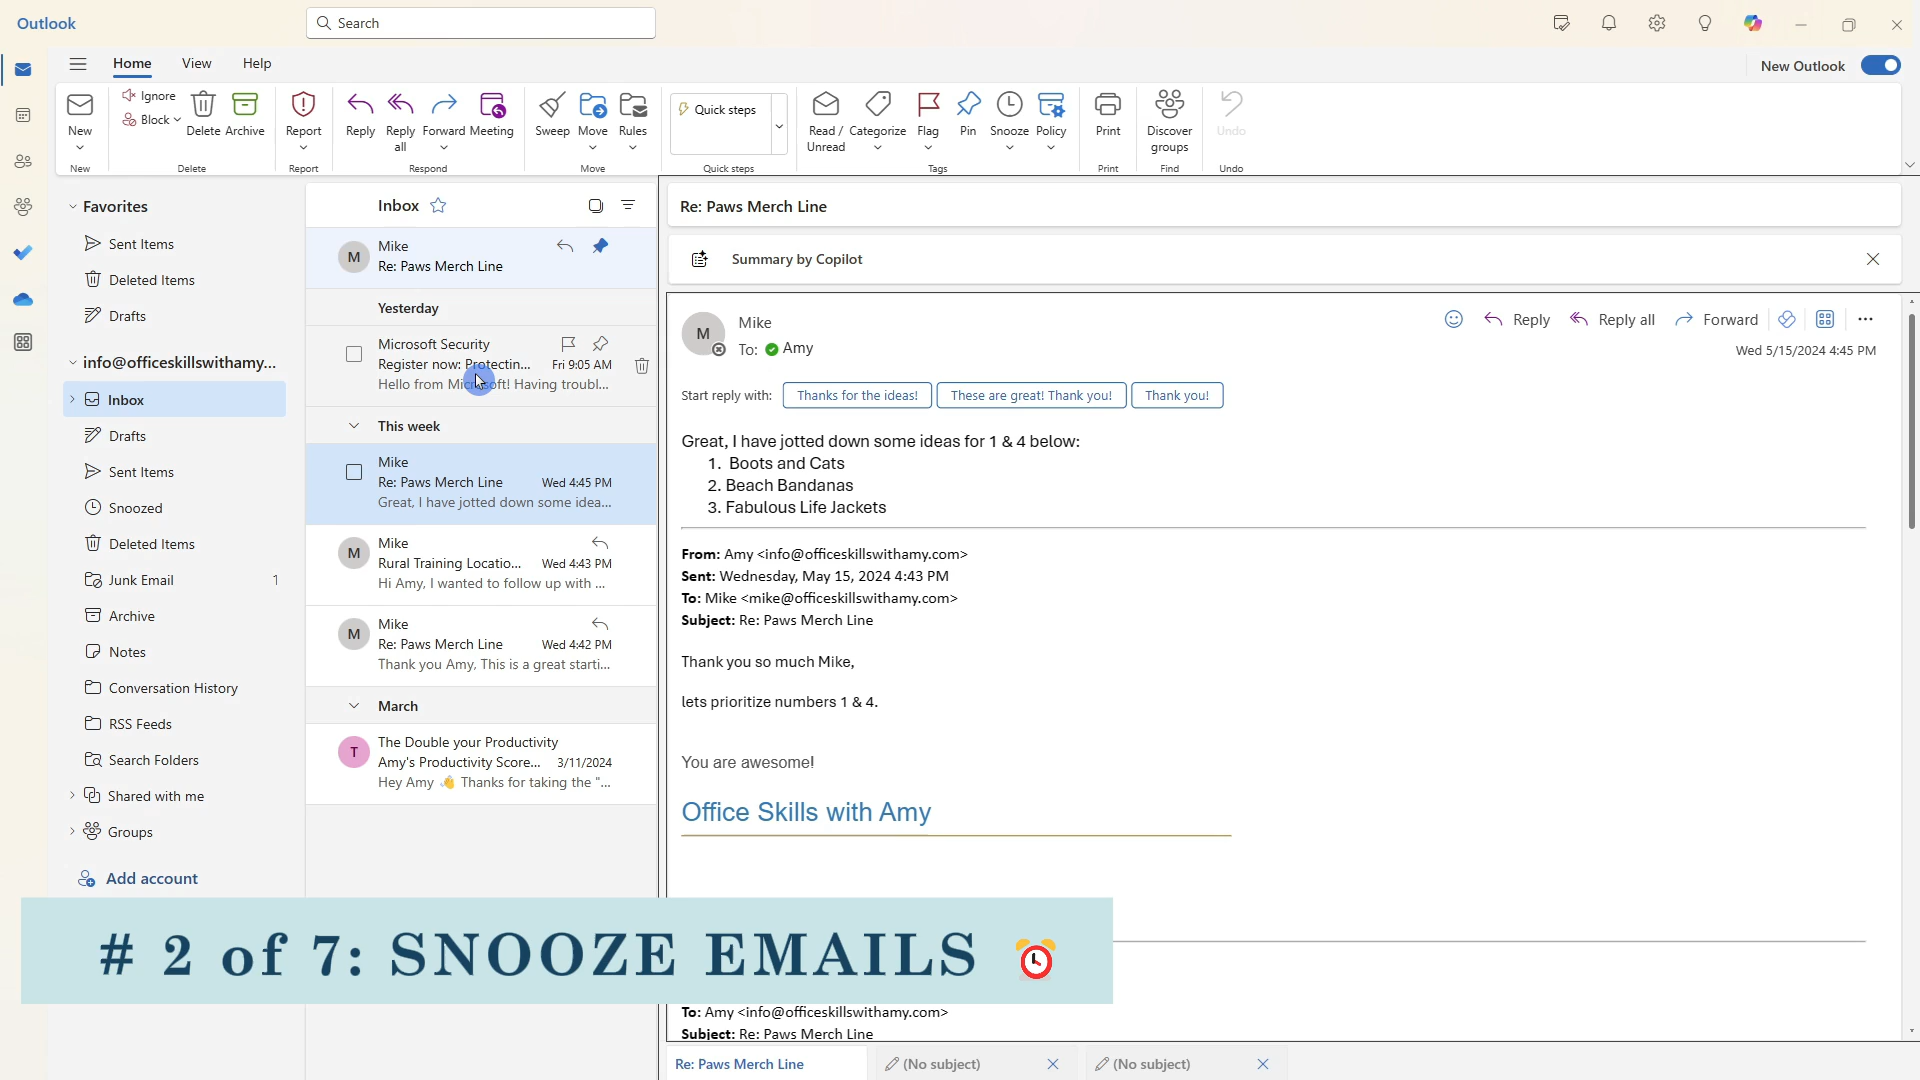 Outlook
Search
Home
View
Help
New Outlook
New
Ignore
Block
Delete
Archive
Report
Reply
Reply all
Forward
Meeting
Sweep
Move
Rules
Quick steps
Read / Unread
Categorize
Flag
Pin
Snooze
Policy
Print
Discover groups
Undo
New
Delete
Report
Respond
Move
Quick steps
Tags
Print
Find
Undo
Favorites
Sent Items
Deleted Items
Drafts
info@officeskillswithamy...
Inbox
Drafts
Sent Items
Snoozed
Deleted Items
Junk Email 1
Archive
Notes
Conversation History
RSS Feeds
Search Folders
Shared with me
Groups
Add account
Inbox
M
Mike
Re: Paws Merch Line
Yesterday
Microsoft Security
Register now: Protectin... Fri 9:05 AM
Hello from Microsoft! Having troubl...
This week
Mike
Re: Paws Merch Line Wed 4:45 PM
Great, I have jotted down some idea...
M
Mike
Rural Training Locatio... Wed 4:43 PM
Hi Amy, I wanted to follow up with ...
M
Mike
Re: Paws Merch Line Wed 4:42 PM
Thank you Amy, This is a great starti...
March
T
The Double your Productivity
Amy's Productivity Score... 3/11/2024
Hey Amy 👋 Thanks for taking the "...
Re: Paws Merch Line
Summary by Copilot
M
Mike
To: Amy
Reply
Reply all
Forward
Wed 5/15/2024 4:45 PM
Start reply with: Thanks for the ideas! These are great! Thank you! Thank you!
Great, I have jotted down some ideas for 1 & 4 below:
1. Boots and Cats
2. Beach Bandanas
3. Fabulous Life Jackets
From: Amy <info@officeskillswithamy.com>
Sent: Wednesday, May 15, 2024 4:43 PM
To: Mike <mike@officeskillswithamy.com>
Subject: Re: Paws Merch Line
Thank you so much Mike,
lets prioritize numbers 1 & 4.
You are awesome!
Office Skills with Amy
# 2 of 7: SNOOZE EMAILS
To: Amy <info@officeskillswithamy.com>
Subject: Re: Paws Merch Line
Re: Paws Merch Line
(No subject)
(No subject)